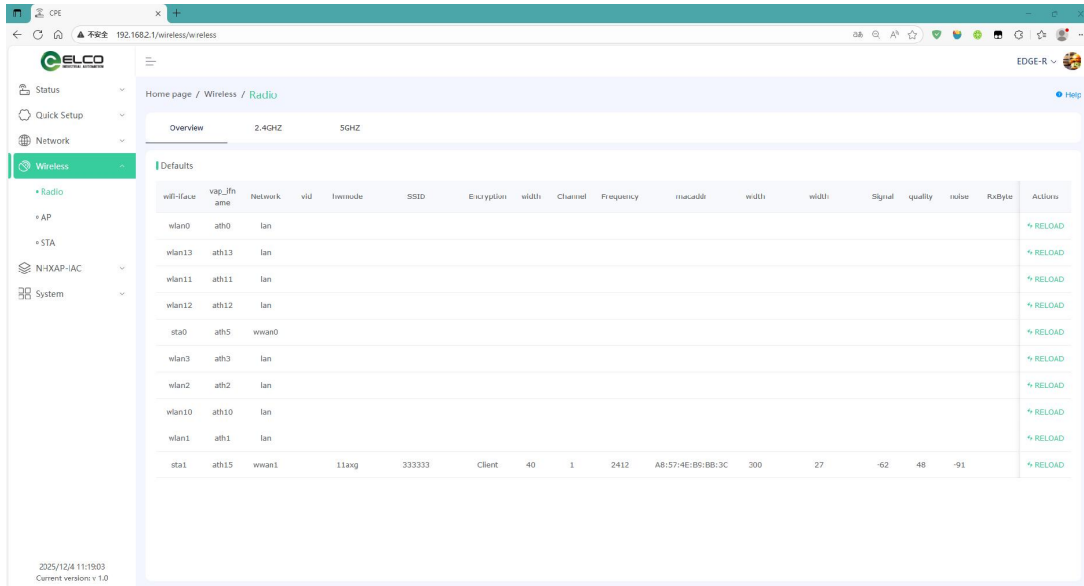 CPE
不安全 192.168.2.1/wireless/wireless
ELCO
INDUSTRIAL AUTOMATION
EDGE-R
Status
Quick Setup
Network
Wireless
Radio
AP
STA
NHXAP-IAC
System
2025/12/4 11:19:03
Current version: v 1.0
Home page / Wireless / Radio
Help
Overview 2.4GHZ 5GHZ
Defaults
wifi-iface vap_ifname Network vid hwmode SSID Encryption width Channel Frequency macaddr width width Signal quality noise RxByte Actions
wlan0 ath0 lan RELOAD
wlan13 ath13 lan RELOAD
wlan11 ath11 lan RELOAD
wlan12 ath12 lan RELOAD
sta0 ath5 wwan0 RELOAD
wlan3 ath3 lan RELOAD
wlan2 ath2 lan RELOAD
wlan10 ath10 lan RELOAD
wlan1 ath1 lan RELOAD
sta1 ath15 wwan1 11axg 333333 Client 40 1 2412 A8:57:4E:B9:BB:3C 300 27 -62 48 -91 RELOAD